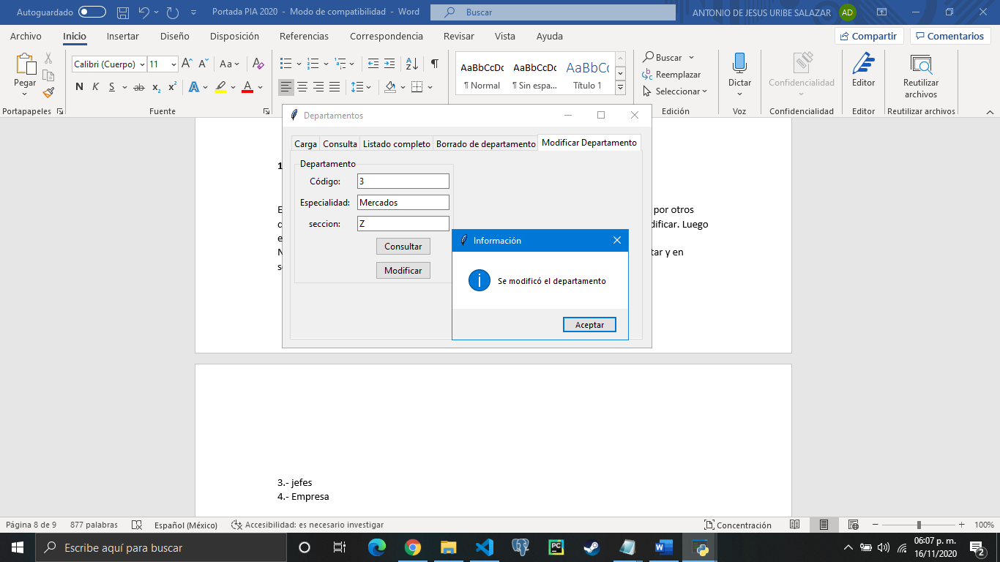 Autoguardado
Portada PIA 2020 - Modo de compatibilidad - Word
Buscar
ANTONIO DE JESUS URIBE SALAZAR
AD
Archivo Inicio Insertar Diseño Disposición Referencias Correspondencia Revisar Vista Ayuda
Compartir
Comentarios
Pegar
Portapapeles
Calibri (Cuerpo) 11
A A Aa A
N K S ab x2 x2 A A
Fuente
AaBbCcDc AaBbCcDc AaBbCc
¶ Normal ¶ Sin espa... Título 1
Buscar
Reemplazar
Seleccionar
Edición
Dictar
Voz
Confidencialidad
Confidencialidad
Editor
Editor
Reutilizar archivos
Reutilizar archivos
Departamentos
Carga Consulta Listado completo Borrado de departamento Modificar Departamento
Departamento
Código: 3
Especialidad: Mercados
seccion: Z
Consultar
Modificar
Información
Se modificó el departamento
Aceptar
1
E por otros
dificar. Luego
e
N tar y en
s
3.- jefes
4.- Empresa
Página 8 de 9 877 palabras Español (México) Accesibilidad: es necesario investigar
Concentración
100%
Escribe aquí para buscar
PC
06:07 p. m.
16/11/2020
2